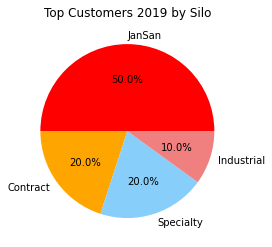 Top Customers 2019 by Silo
JanSan
50.0%
10.0%
20.0%
20.0%
Industrial
Contract
Specialty